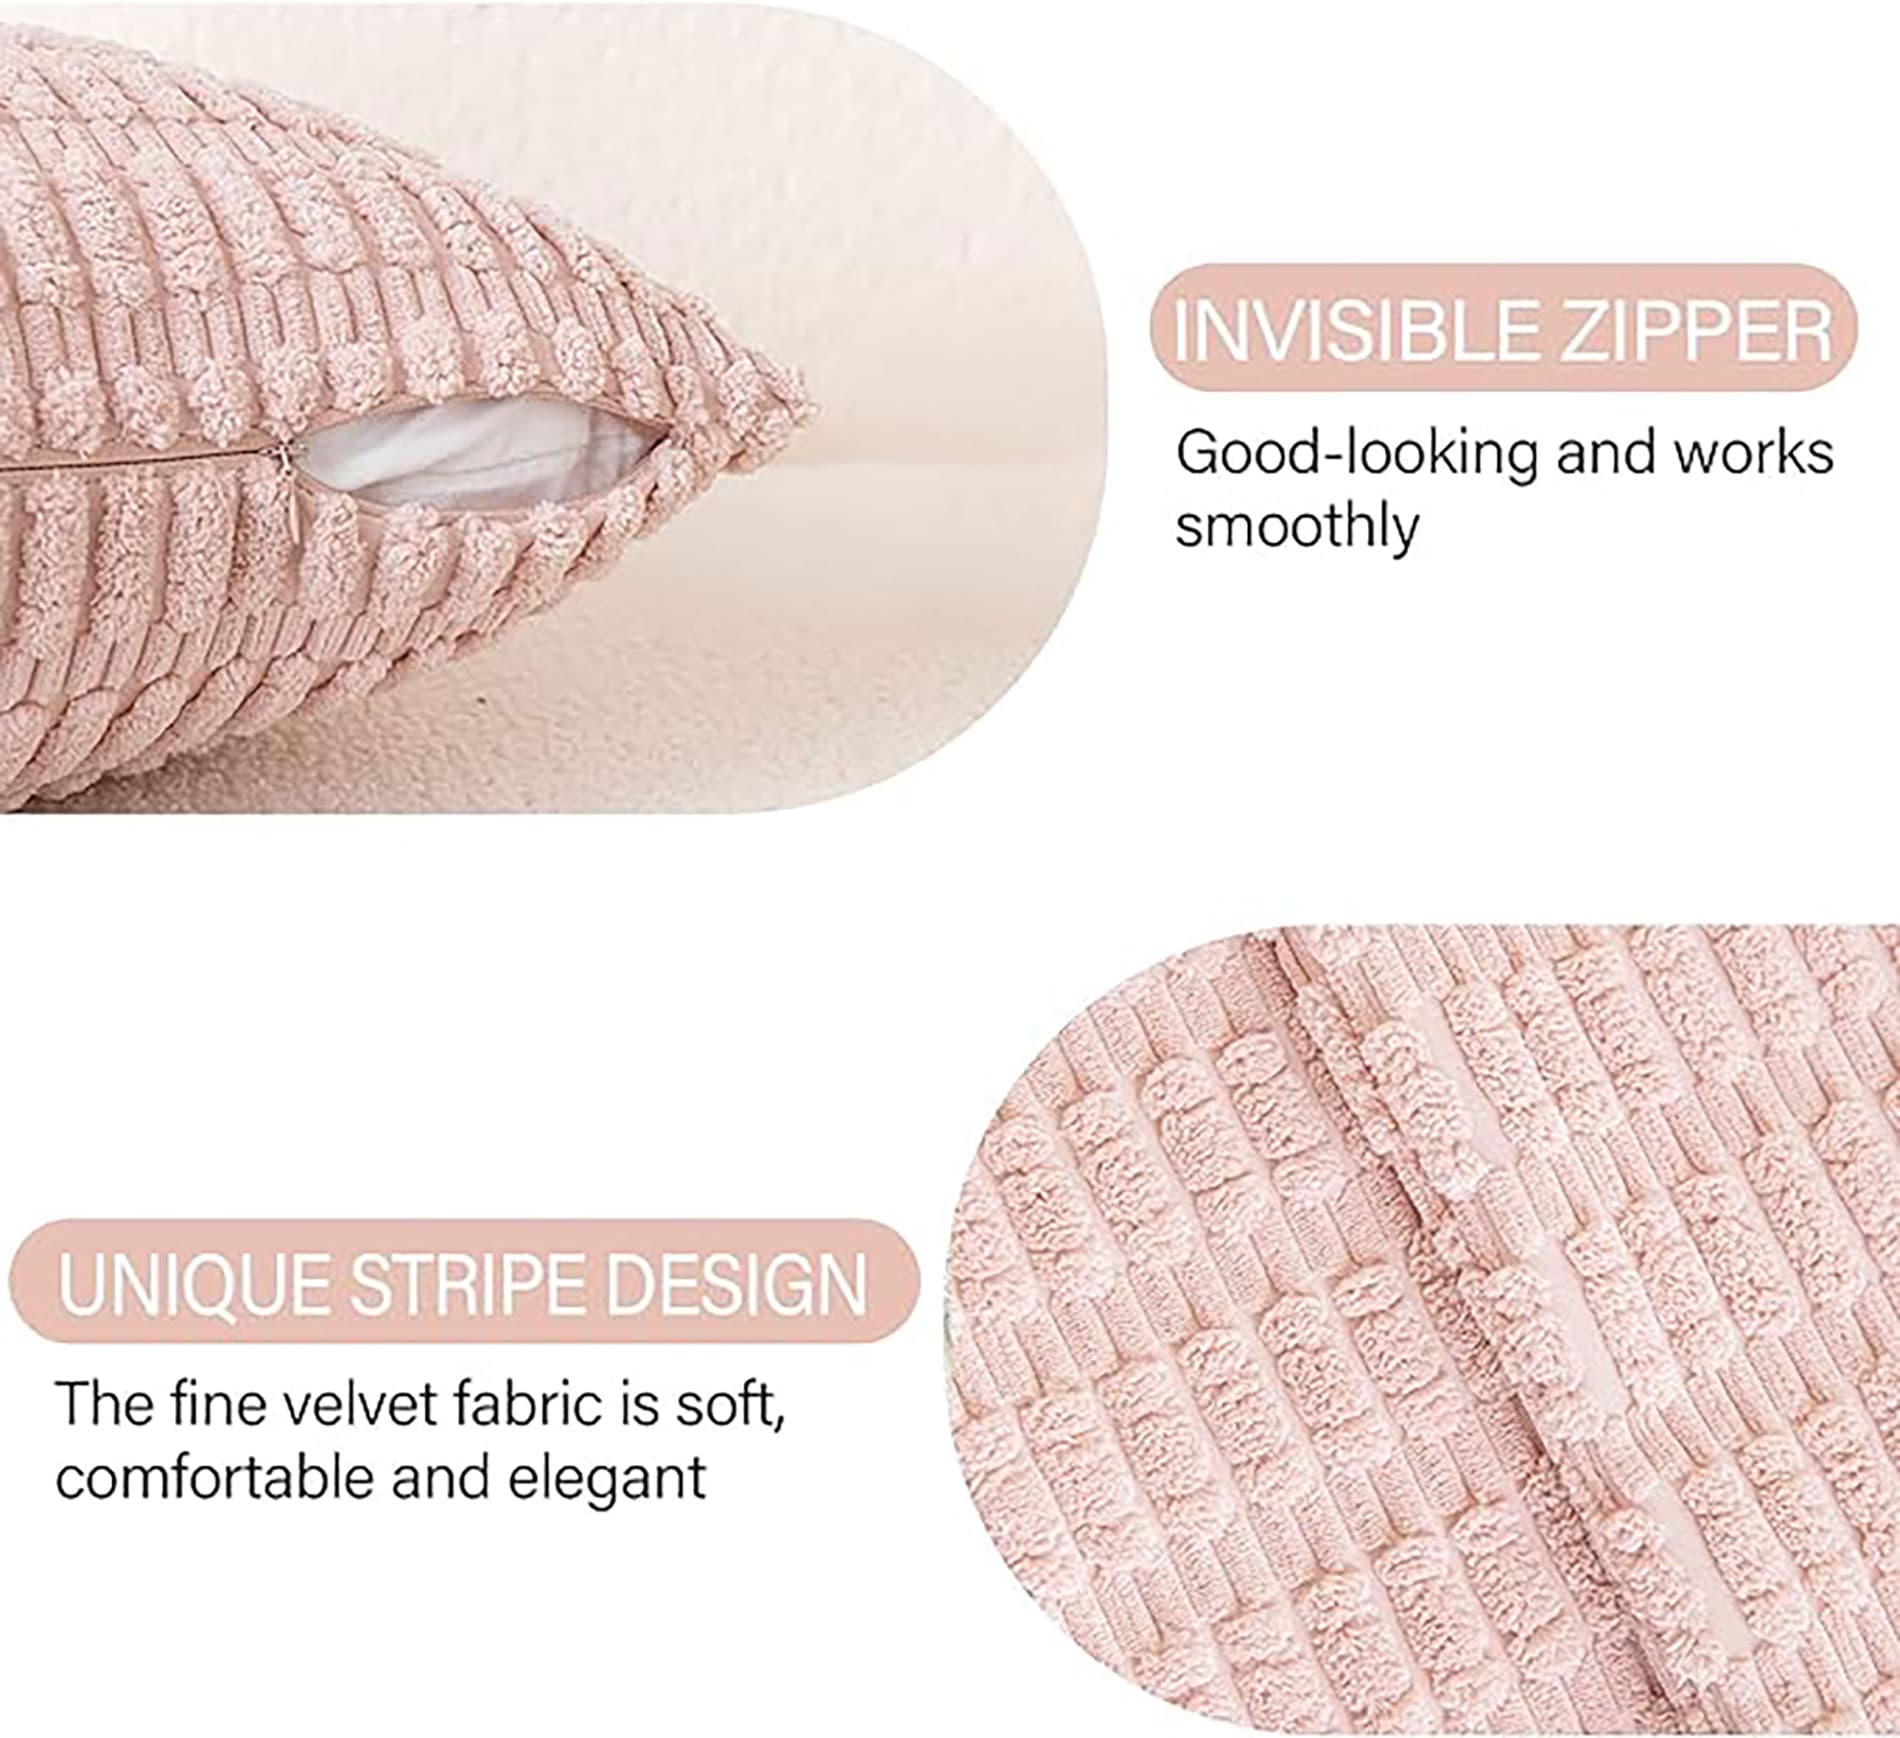 INVISIBLE ZIPPER
Good-looking and works
smoothly
UNIQUE STRIPE DESIGN
The fine velvet fabric is soft,
comfortable and elegant